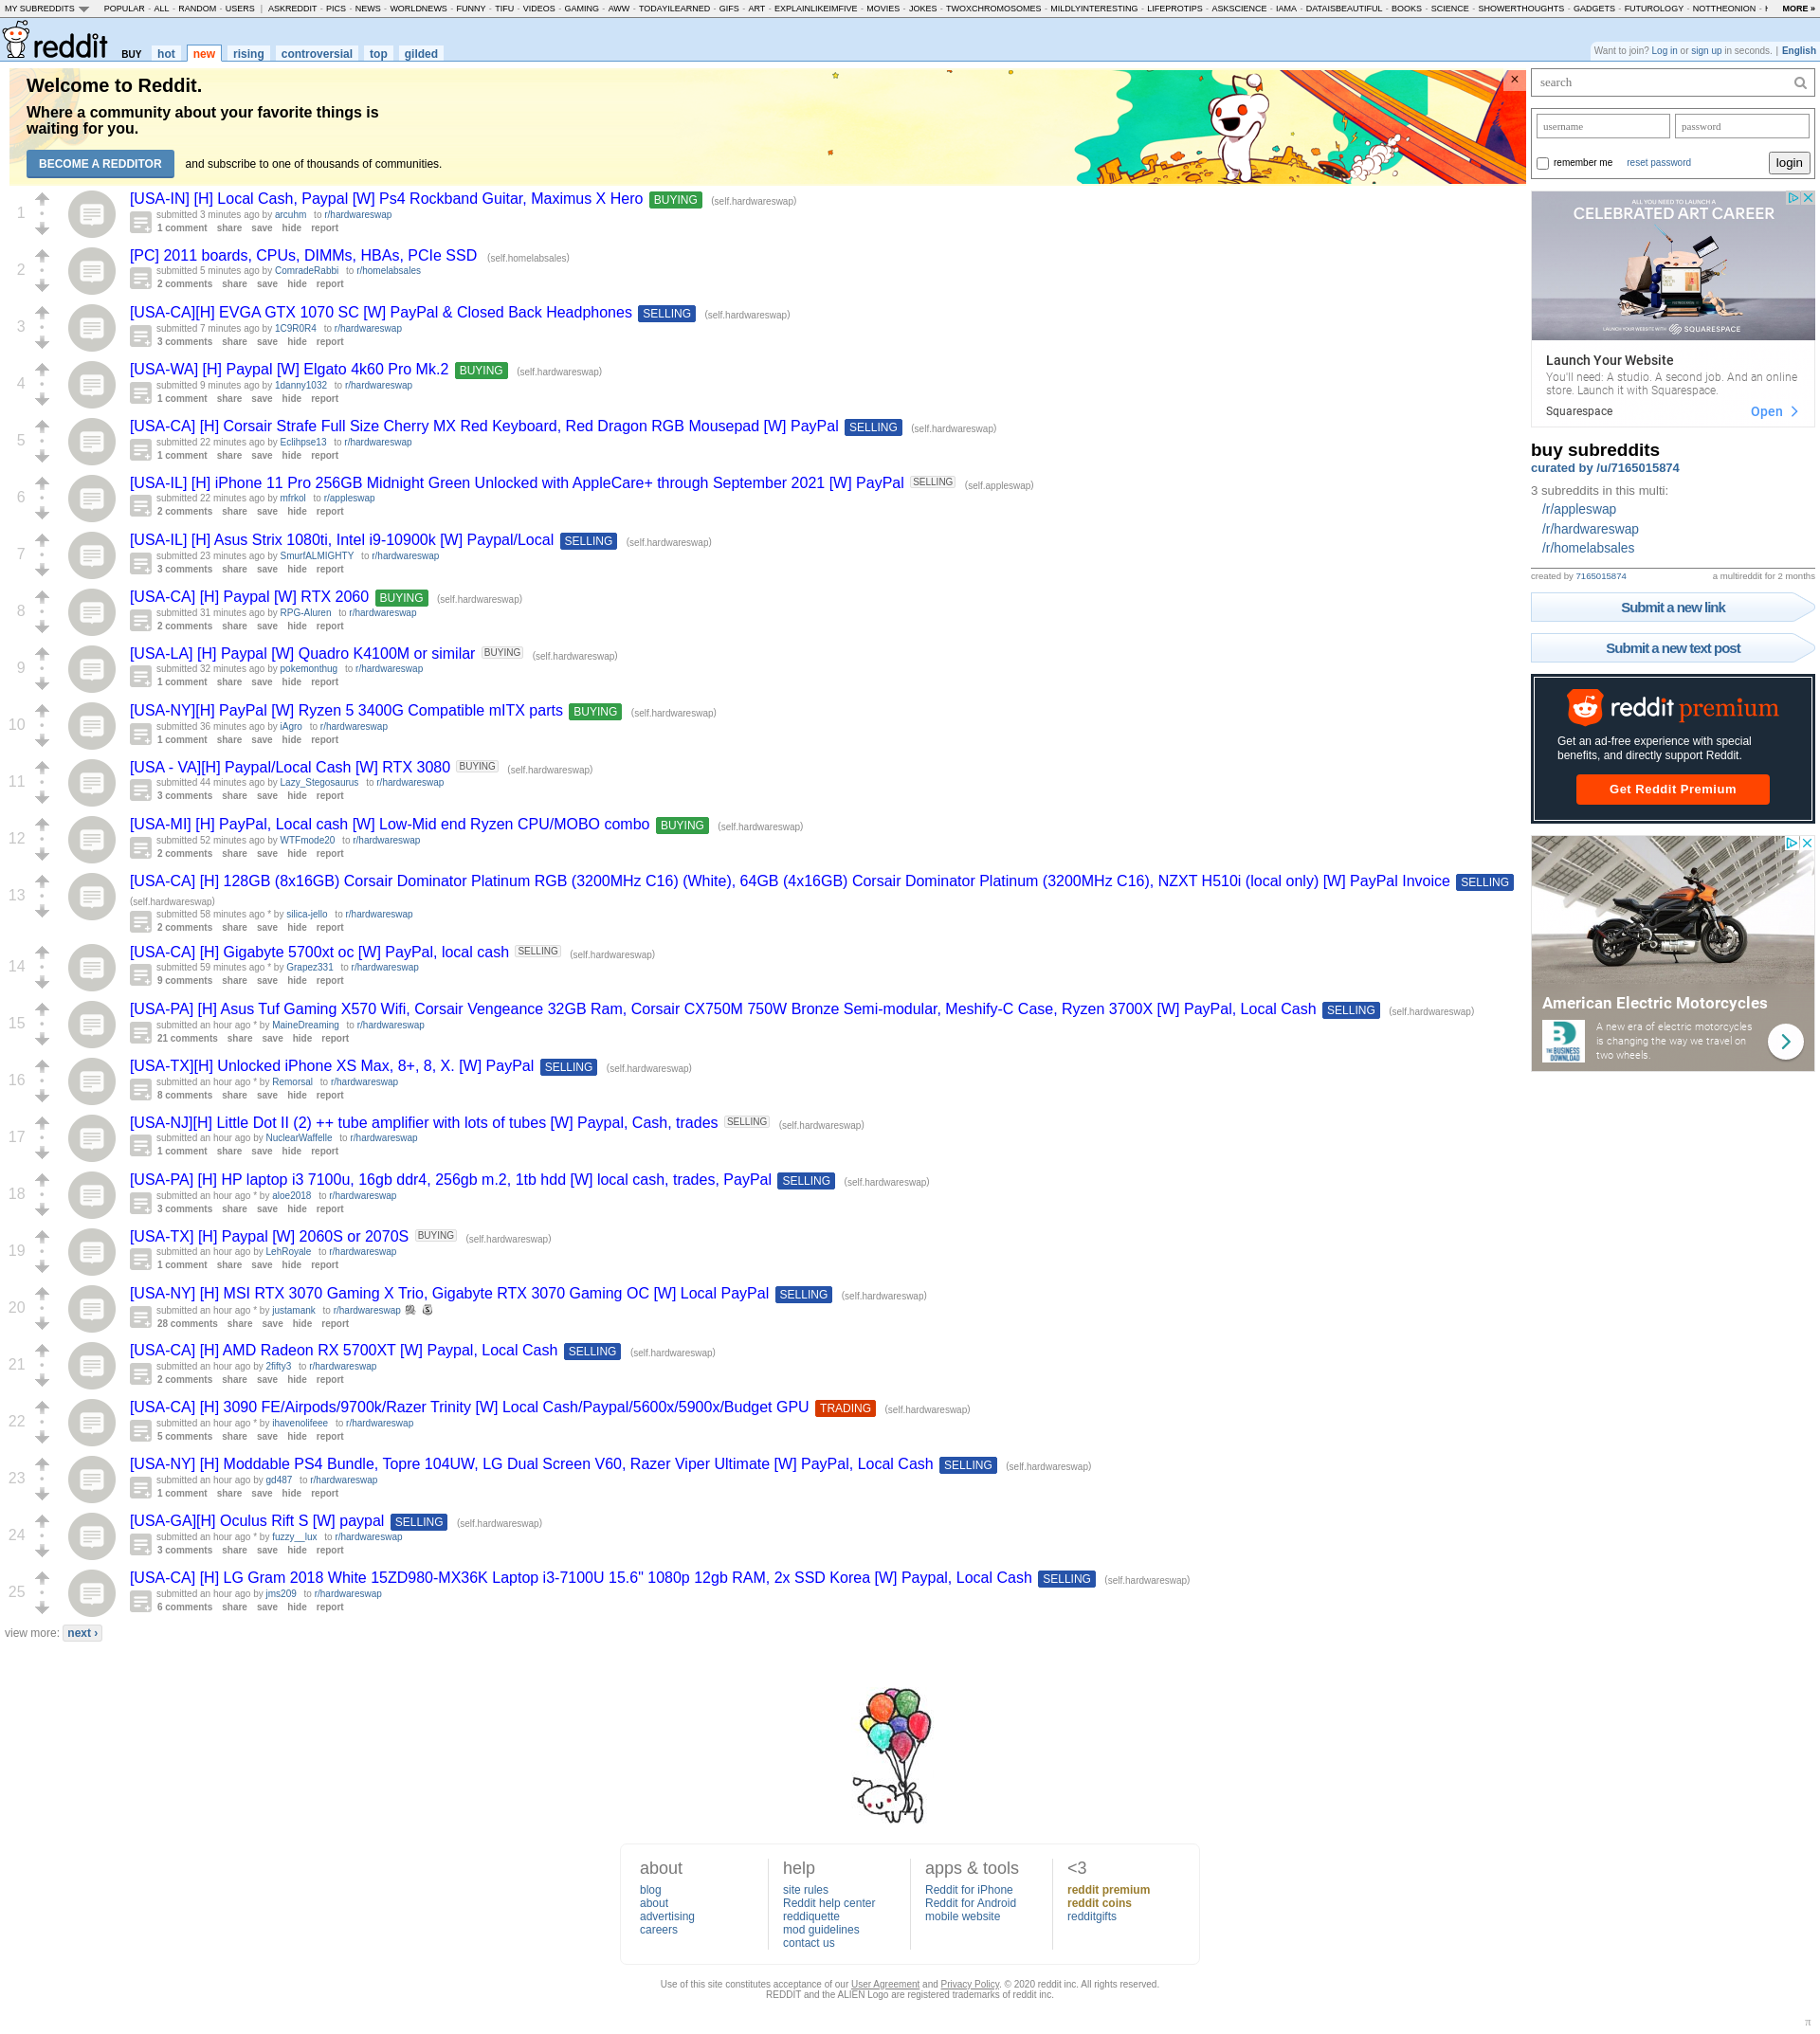 MY SUBREDDITS POPULAR - ALL - RANDOM - USERS | ASKREDDIT - PICS - NEWS - WORLDNEWS - FUNNY - TIFU - VIDEOS - GAMING - AWW - TODAYILEARNED - GIFS - ART - EXPLAINLIKEIMFIVE - MOVIES - JOKES - TWOXCHROMOSOMES - MILDLYINTERESTING - LIFEPROTIPS - ASKSCIENCE - IAMA - DATAISBEAUTIFUL - BOOKS - SCIENCE - SHOWERTHOUGHTS - GADGETS - FUTUROLOGY - NOTTHEONION - MORE »
reddit BUY hot new rising controversial top gilded
Want to join? Log in or sign up in seconds. | English
Welcome to Reddit.
Where a community about your favorite things is
waiting for you.
BECOME A REDDITOR and subscribe to one of thousands of communities.
×
1
[USA-IN] [H] Local Cash, Paypal [W] Ps4 Rockband Guitar, Maximus X Hero BUYING (self.hardwareswap)
submitted 3 minutes ago by arcuhm to r/hardwareswap
1 comment share save hide report
2
[PC] 2011 boards, CPUs, DIMMs, HBAs, PCIe SSD (self.homelabsales)
submitted 5 minutes ago by ComradeRabbi to r/homelabsales
2 comments share save hide report
3
[USA-CA][H] EVGA GTX 1070 SC [W] PayPal & Closed Back Headphones SELLING (self.hardwareswap)
submitted 7 minutes ago by 1C9R0R4 to r/hardwareswap
3 comments share save hide report
4
[USA-WA] [H] Paypal [W] Elgato 4k60 Pro Mk.2 BUYING (self.hardwareswap)
submitted 9 minutes ago by 1danny1032 to r/hardwareswap
1 comment share save hide report
5
[USA-CA] [H] Corsair Strafe Full Size Cherry MX Red Keyboard, Red Dragon RGB Mousepad [W] PayPal SELLING (self.hardwareswap)
submitted 22 minutes ago by Eclihpse13 to r/hardwareswap
1 comment share save hide report
6
[USA-IL] [H] iPhone 11 Pro 256GB Midnight Green Unlocked with AppleCare+ through September 2021 [W] PayPal SELLING (self.appleswap)
submitted 22 minutes ago by mfrkol to r/appleswap
2 comments share save hide report
7
[USA-IL] [H] Asus Strix 1080ti, Intel i9-10900k [W] Paypal/Local SELLING (self.hardwareswap)
submitted 23 minutes ago by SmurfALMIGHTY to r/hardwareswap
3 comments share save hide report
8
[USA-CA] [H] Paypal [W] RTX 2060 BUYING (self.hardwareswap)
submitted 31 minutes ago by RPG-Aluren to r/hardwareswap
2 comments share save hide report
9
[USA-LA] [H] Paypal [W] Quadro K4100M or similar BUYING (self.hardwareswap)
submitted 32 minutes ago by pokemonthug to r/hardwareswap
1 comment share save hide report
10
[USA-NY][H] PayPal [W] Ryzen 5 3400G Compatible mITX parts BUYING (self.hardwareswap)
submitted 36 minutes ago by iAgro to r/hardwareswap
1 comment share save hide report
11
[USA - VA][H] Paypal/Local Cash [W] RTX 3080 BUYING (self.hardwareswap)
submitted 44 minutes ago by Lazy_Stegosaurus to r/hardwareswap
3 comments share save hide report
12
[USA-MI] [H] PayPal, Local cash [W] Low-Mid end Ryzen CPU/MOBO combo BUYING (self.hardwareswap)
submitted 52 minutes ago by WTFmode20 to r/hardwareswap
2 comments share save hide report
13
[USA-CA] [H] 128GB (8x16GB) Corsair Dominator Platinum RGB (3200MHz C16) (White), 64GB (4x16GB) Corsair Dominator Platinum (3200MHz C16), NZXT H510i (local only) [W] PayPal Invoice SELLING
(self.hardwareswap)
submitted 58 minutes ago * by silica-jello to r/hardwareswap
2 comments share save hide report
14
[USA-CA] [H] Gigabyte 5700xt oc [W] PayPal, local cash SELLING (self.hardwareswap)
submitted 59 minutes ago * by Grapez331 to r/hardwareswap
9 comments share save hide report
15
[USA-PA] [H] Asus Tuf Gaming X570 Wifi, Corsair Vengeance 32GB Ram, Corsair CX750M 750W Bronze Semi-modular, Meshify-C Case, Ryzen 3700X [W] PayPal, Local Cash SELLING (self.hardwareswap)
submitted an hour ago * by MaineDreaming to r/hardwareswap
21 comments share save hide report
16
[USA-TX][H] Unlocked iPhone XS Max, 8+, 8, X. [W] PayPal SELLING (self.hardwareswap)
submitted an hour ago * by Remorsal to r/hardwareswap
8 comments share save hide report
17
[USA-NJ][H] Little Dot II (2) ++ tube amplifier with lots of tubes [W] Paypal, Cash, trades SELLING (self.hardwareswap)
submitted an hour ago by NuclearWaffelle to r/hardwareswap
1 comment share save hide report
18
[USA-PA] [H] HP laptop i3 7100u, 16gb ddr4, 256gb m.2, 1tb hdd [W] local cash, trades, PayPal SELLING (self.hardwareswap)
submitted an hour ago * by aloe2018 to r/hardwareswap
3 comments share save hide report
19
[USA-TX] [H] Paypal [W] 2060S or 2070S BUYING (self.hardwareswap)
submitted an hour ago by LehRoyale to r/hardwareswap
1 comment share save hide report
20
[USA-NY] [H] MSI RTX 3070 Gaming X Trio, Gigabyte RTX 3070 Gaming OC [W] Local PayPal SELLING (self.hardwareswap)
submitted an hour ago * by justamank to r/hardwareswap
28 comments share save hide report
21
[USA-CA] [H] AMD Radeon RX 5700XT [W] Paypal, Local Cash SELLING (self.hardwareswap)
submitted an hour ago by 2fifty3 to r/hardwareswap
2 comments share save hide report
22
[USA-CA] [H] 3090 FE/Airpods/9700k/Razer Trinity [W] Local Cash/Paypal/5600x/5900x/Budget GPU TRADING (self.hardwareswap)
submitted an hour ago * by ihavenolifeee to r/hardwareswap
5 comments share save hide report
23
[USA-NY] [H] Moddable PS4 Bundle, Topre 104UW, LG Dual Screen V60, Razer Viper Ultimate [W] PayPal, Local Cash SELLING (self.hardwareswap)
submitted an hour ago by gd487 to r/hardwareswap
1 comment share save hide report
24
[USA-GA][H] Oculus Rift S [W] paypal SELLING (self.hardwareswap)
submitted an hour ago * by fuzzy__lux to r/hardwareswap
3 comments share save hide report
25
[USA-CA] [H] LG Gram 2018 White 15ZD980-MX36K Laptop i3-7100U 15.6" 1080p 12gb RAM, 2x SSD Korea [W] Paypal, Local Cash SELLING (self.hardwareswap)
submitted an hour ago by jms209 to r/hardwareswap
6 comments share save hide report
view more: next ›
search
username password
remember me reset password login
ALL YOU NEED TO LAUNCH A
CELEBRATED ART CAREER
LAUNCH YOUR WEBSITE WITH SQUARESPACE
Launch Your Website
You'll need: A studio. A second job. And an online
store. Launch it with Squarespace.
Squarespace Open
buy subreddits
curated by /u/7165015874
3 subreddits in this multi:
/r/appleswap
/r/hardwareswap
/r/homelabsales
created by 7165015874 a multireddit for 2 months
Submit a new link
Submit a new text post
reddit premium
Get an ad-free experience with special
benefits, and directly support Reddit.
Get Reddit Premium
American Electric Motorcycles
B
THE BUSINESS
DOWNLOAD
A new era of electric motorcycles
is changing the way we travel on
two wheels.
about
blog
about
advertising
careers
help
site rules
Reddit help center
reddiquette
mod guidelines
contact us
apps & tools
Reddit for iPhone
Reddit for Android
mobile website
<3
reddit premium
reddit coins
redditgifts
Use of this site constitutes acceptance of our User Agreement and Privacy Policy. © 2020 reddit inc. All rights reserved.
REDDIT and the ALIEN Logo are registered trademarks of reddit inc.
π